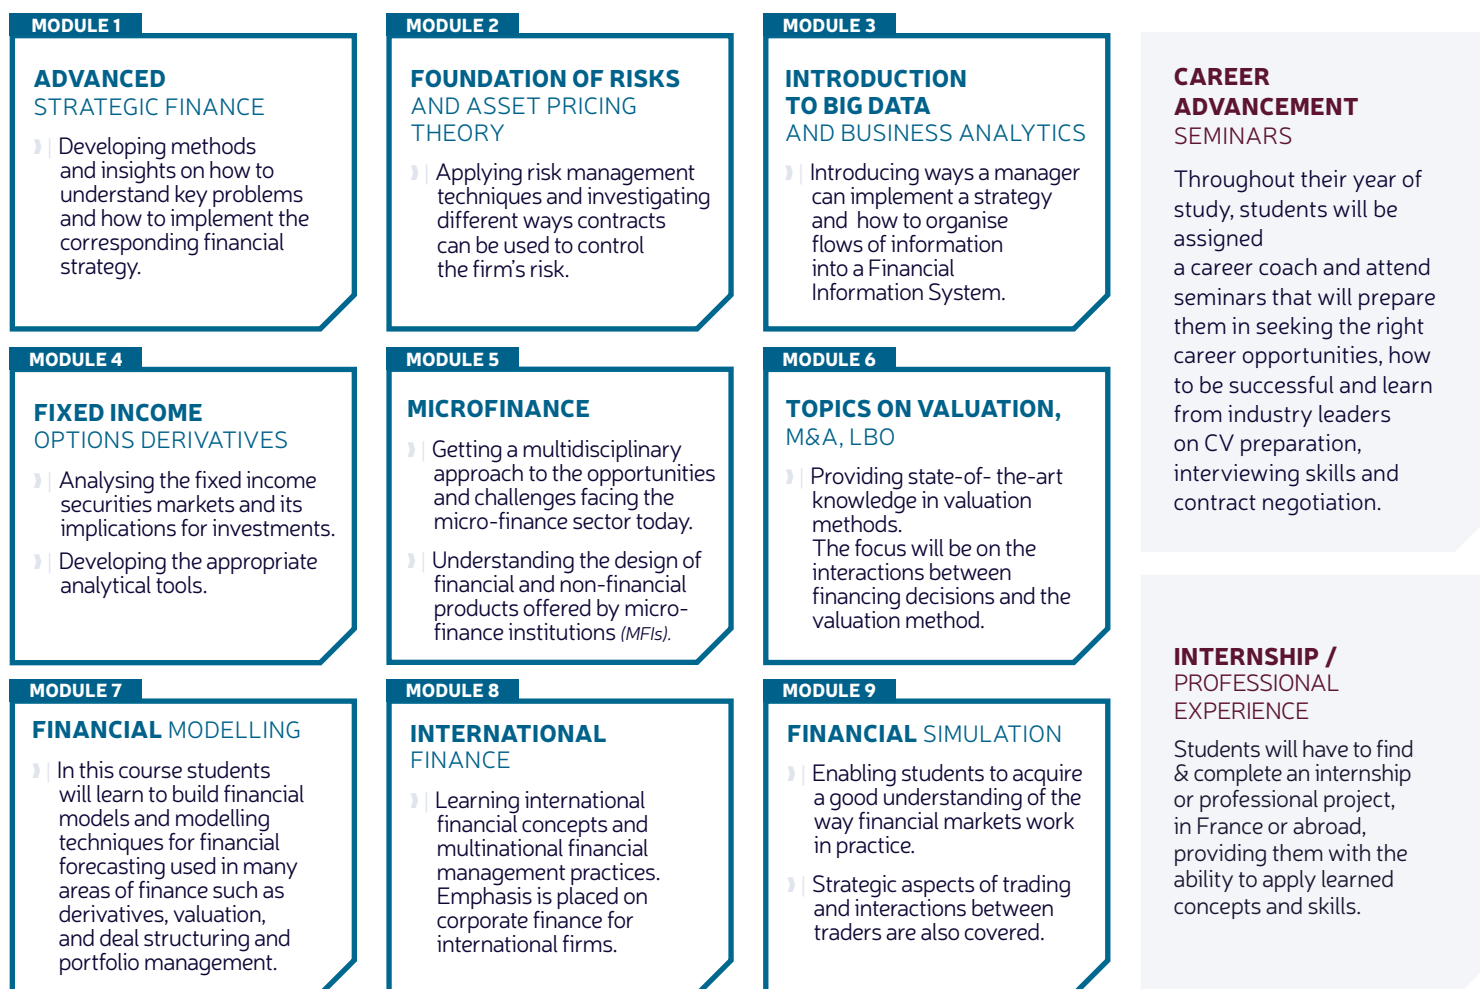 MODULE 1
ADVANCED
STRATEGIC FINANCE
Developing methods
and insights on how to
understand key problems
and how to implement the
corresponding financial
strategy.
MODULE 2
FOUNDATION OF RISKS
AND ASSET PRICING
THEORY
Applying risk management
techniques and investigating
different ways contracts
can be used to control
the firm's risk.
MODULE 3
INTRODUCTION
TO BIG DATA
AND BUSINESS ANALYTICS
Introducing ways a manager
can implement a strategy
and how to organise
flows of information
into a Financial
Information System.
MODULE 4
FIXED INCOME
OPTIONS DERIVATIVES
Analysing the fixed income
securities markets and its
implications for investments.
Developing the appropriate
analytical tools.
MODULE 5
MICROFINANCE
Getting a multidisciplinary
approach to the opportunities
and challenges facing the
micro-finance sector today.
Understanding the design of
financial and non-financial
products offered by micro-
finance institutions (MFIs).
MODULE 6
TOPICS ON VALUATION,
M&A, LBO
Providing state-of- the-art
knowledge in valuation
methods.
The focus will be on the
interactions between
financing decisions and the
valuation method.
MODULE 7
FINANCIAL MODELLING
In this course students
will learn to build financial
models and modelling
techniques for financial
forecasting used in many
areas of finance such as
derivatives, valuation,
and deal structuring and
portfolio management.
MODULE 8
INTERNATIONAL
FINANCE
Learning international
financial concepts and
multinational financial
management practices.
Emphasis is placed on
corporate finance for
international firms.
MODULE 9
FINANCIAL SIMULATION
Enabling students to acquire
a good understanding of the
way financial markets work
in practice.
Strategic aspects of trading
and interactions between
traders are also covered.
CAREER
ADVANCEMENT
SEMINARS
Throughout their year of
study, students will be
assigned
a career coach and attend
seminars that will prepare
them in seeking the right
career opportunities, how
to be successful and learn
from industry leaders
on CV preparation,
interviewing skills and
contract negotiation.
INTERNSHIP /
PROFESSIONAL
EXPERIENCE
Students will have to find
& complete an internship
or professional project,
in France or abroad,
providing them with the
ability to apply learned
concepts and skills.